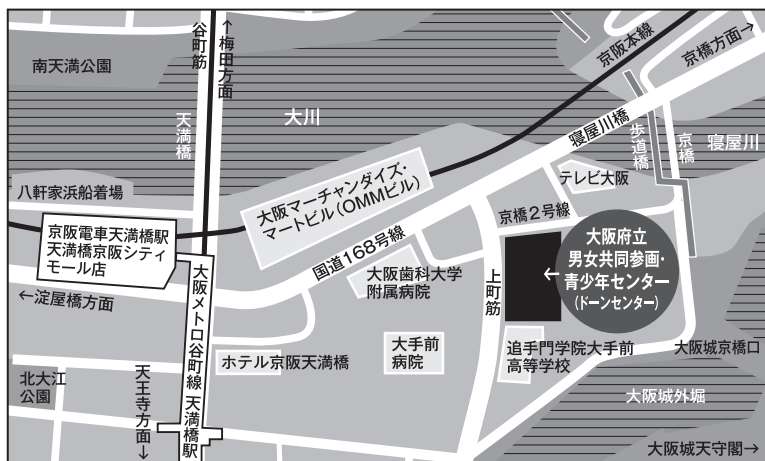 南天満公園
谷町筋
↑梅田方面
天満橋
大川
京阪本線
京橋方面→
寝屋川橋
歩道橋
京橋
寝屋川
八軒家浜船着場
大阪マーチャンダイズ・
マートビル(OMMビル)
テレビ大阪
京阪電車天満橋駅
天満橋京阪シティ
モール店
国道168号線
京橋2号線
大阪府立
男女共同参画・
青少年センター
(ドーンセンター)
←
←淀屋橋方面
大阪メトロ谷町線 天満橋駅
大阪歯科大学
附属病院
上町筋
ホテル京阪天満橋
大手前
病院
追手門学院大手前
高等学校
大阪城京橋口
北大江
公園
天王寺方面→
大阪城外堀
大阪城天守閣→